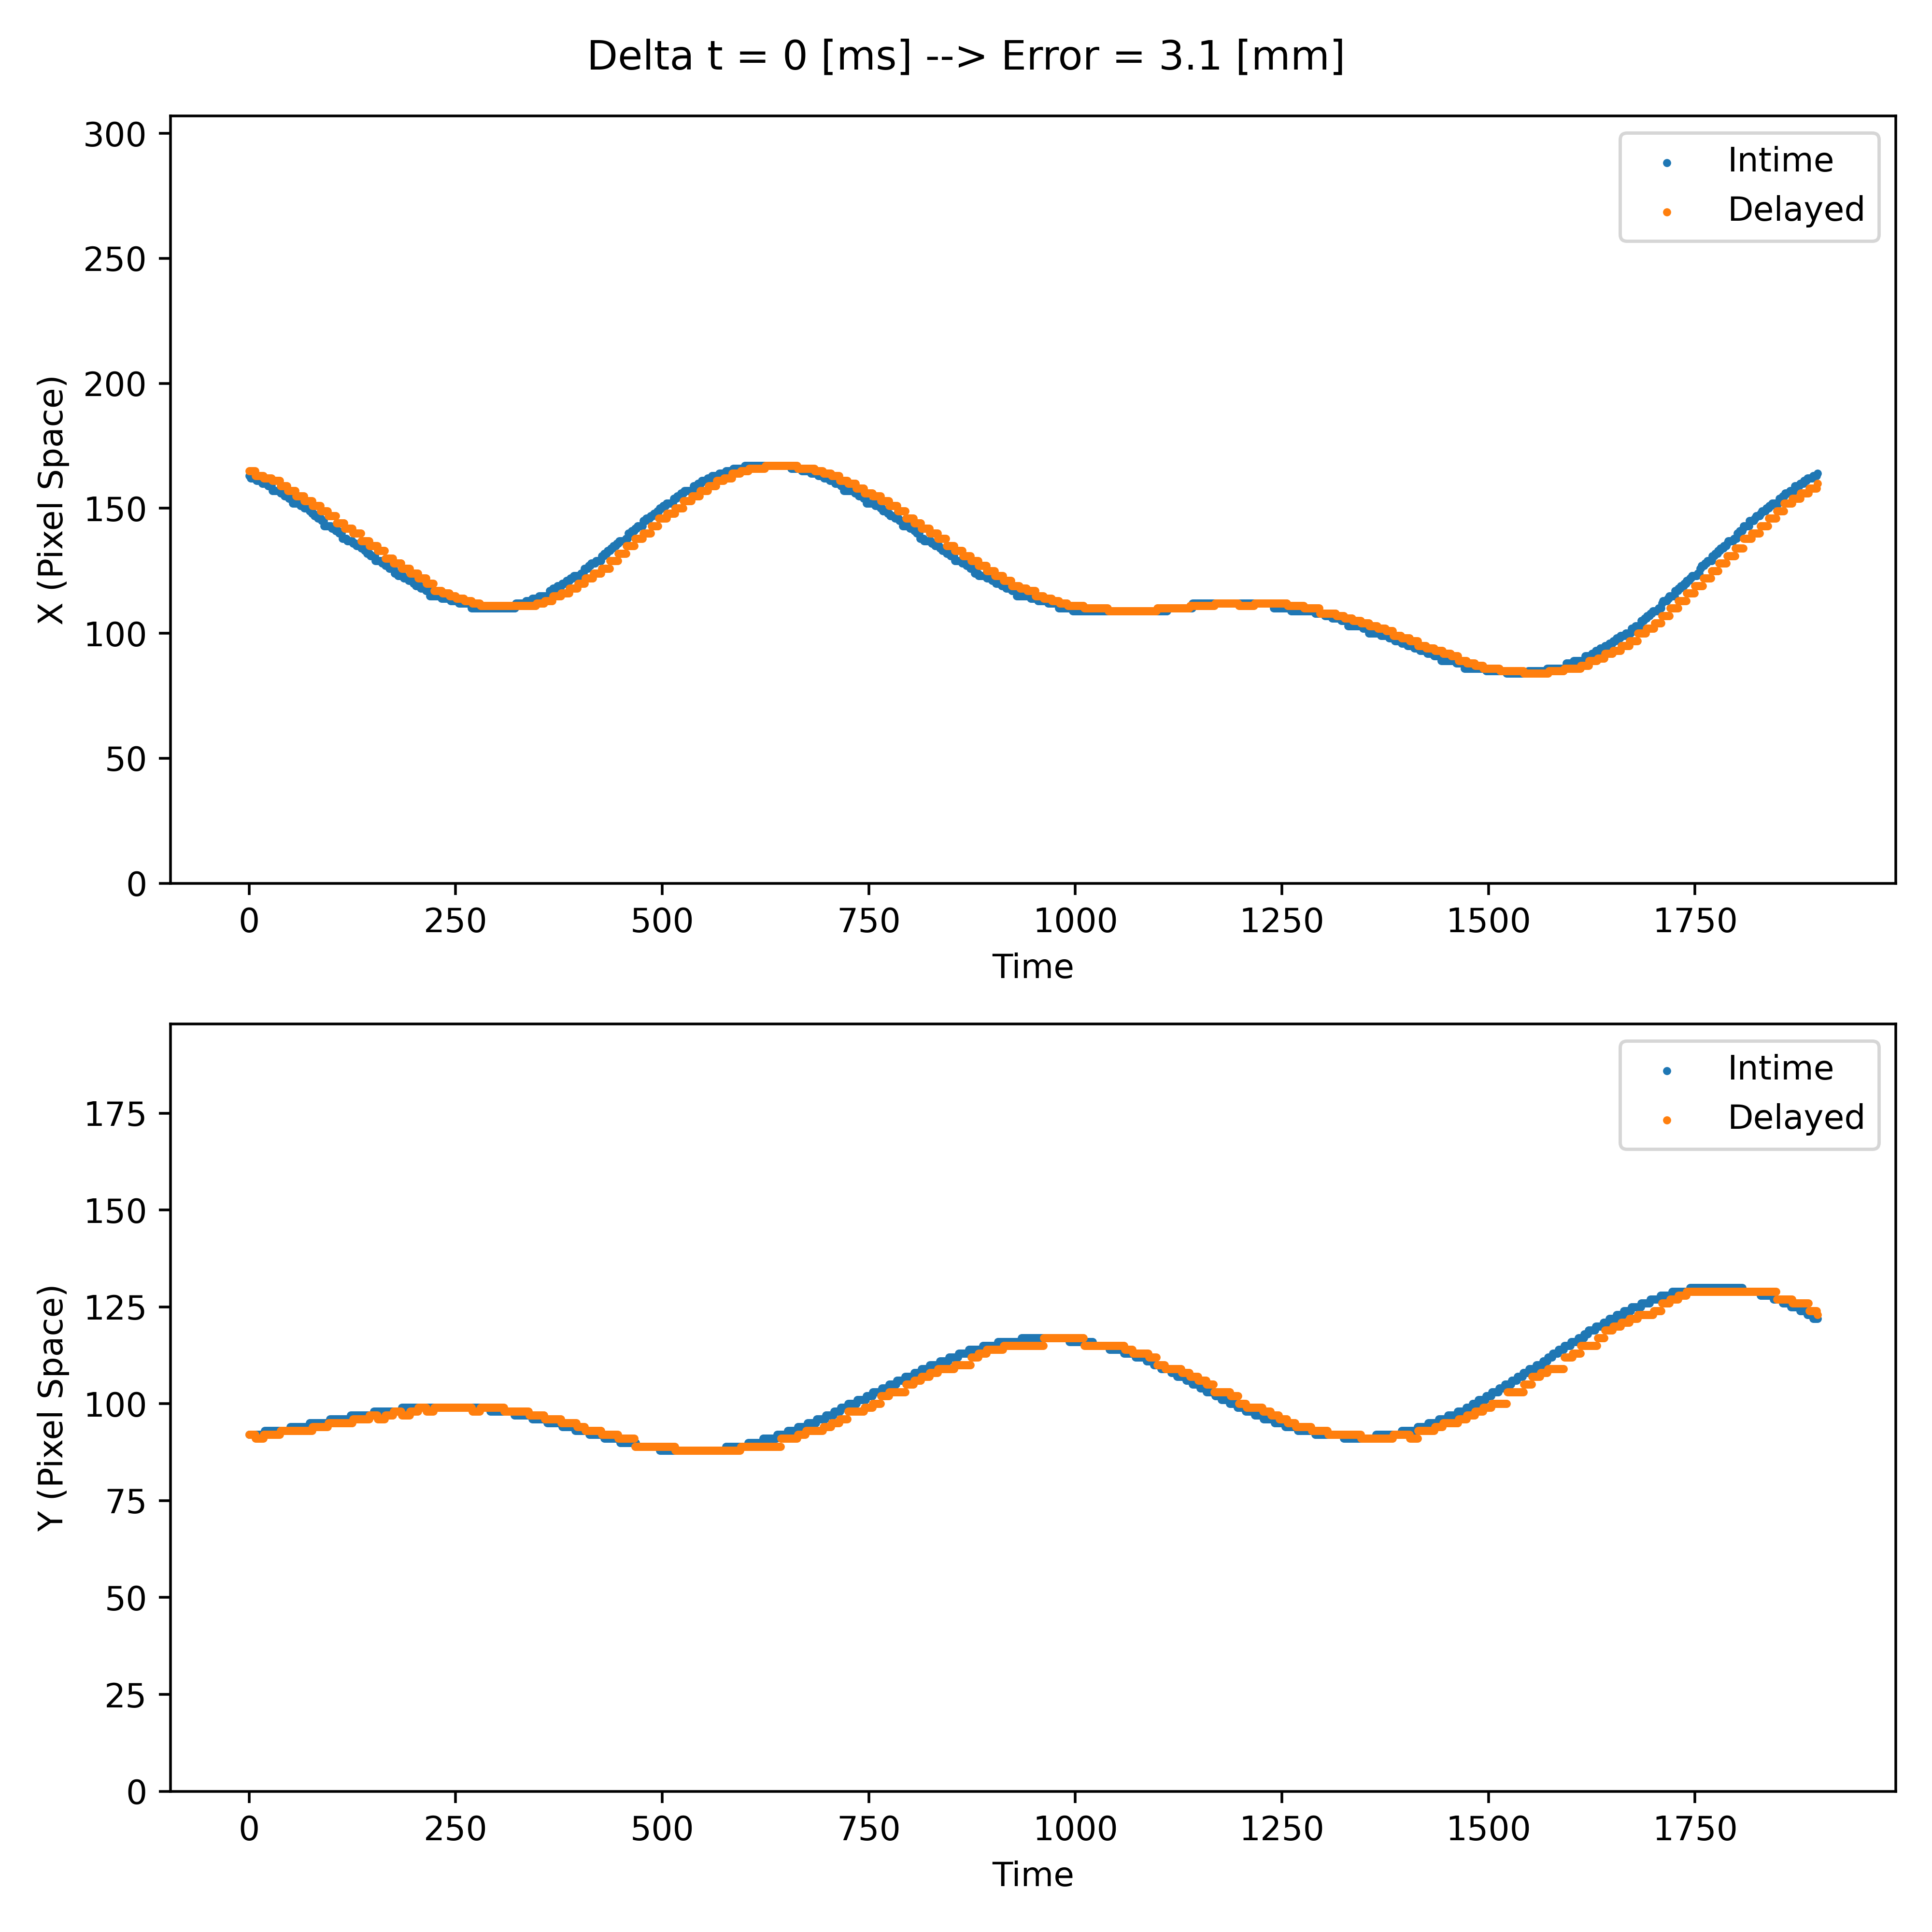 Delta t = 0 [ms] --> Error = 3.1 [mm]
300
250
200
150
100
50
0
X (Pixel Space)
Intime
Delayed
0 250 500 750 1000 1250 1500 1750
Time
175
150
125
100
75
50
25
0
Y (Pixel Space)
Intime
Delayed
0 250 500 750 1000 1250 1500 1750
Time